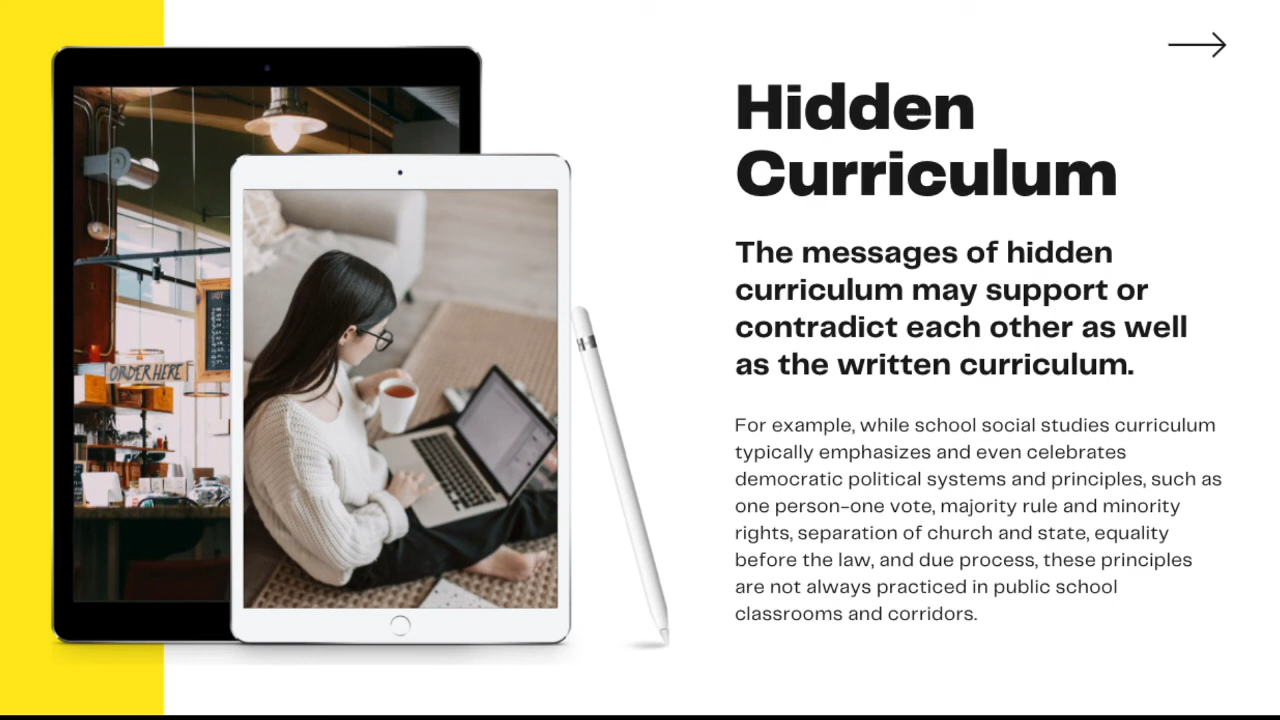 Hidden
Curriculum
The messages of hidden
curriculum may support or
contradict each other as well
as the written curriculum.
For example, while school social studies curriculum
typically emphasizes and even celebrates
democratic political systems and principles, such as
one person-one vote, majority rule and minority
rights, separation of church and state, equality
before the law, and due process, these principles
are not always practiced in public school
classrooms and corridors.
HOT
ORDER HERE